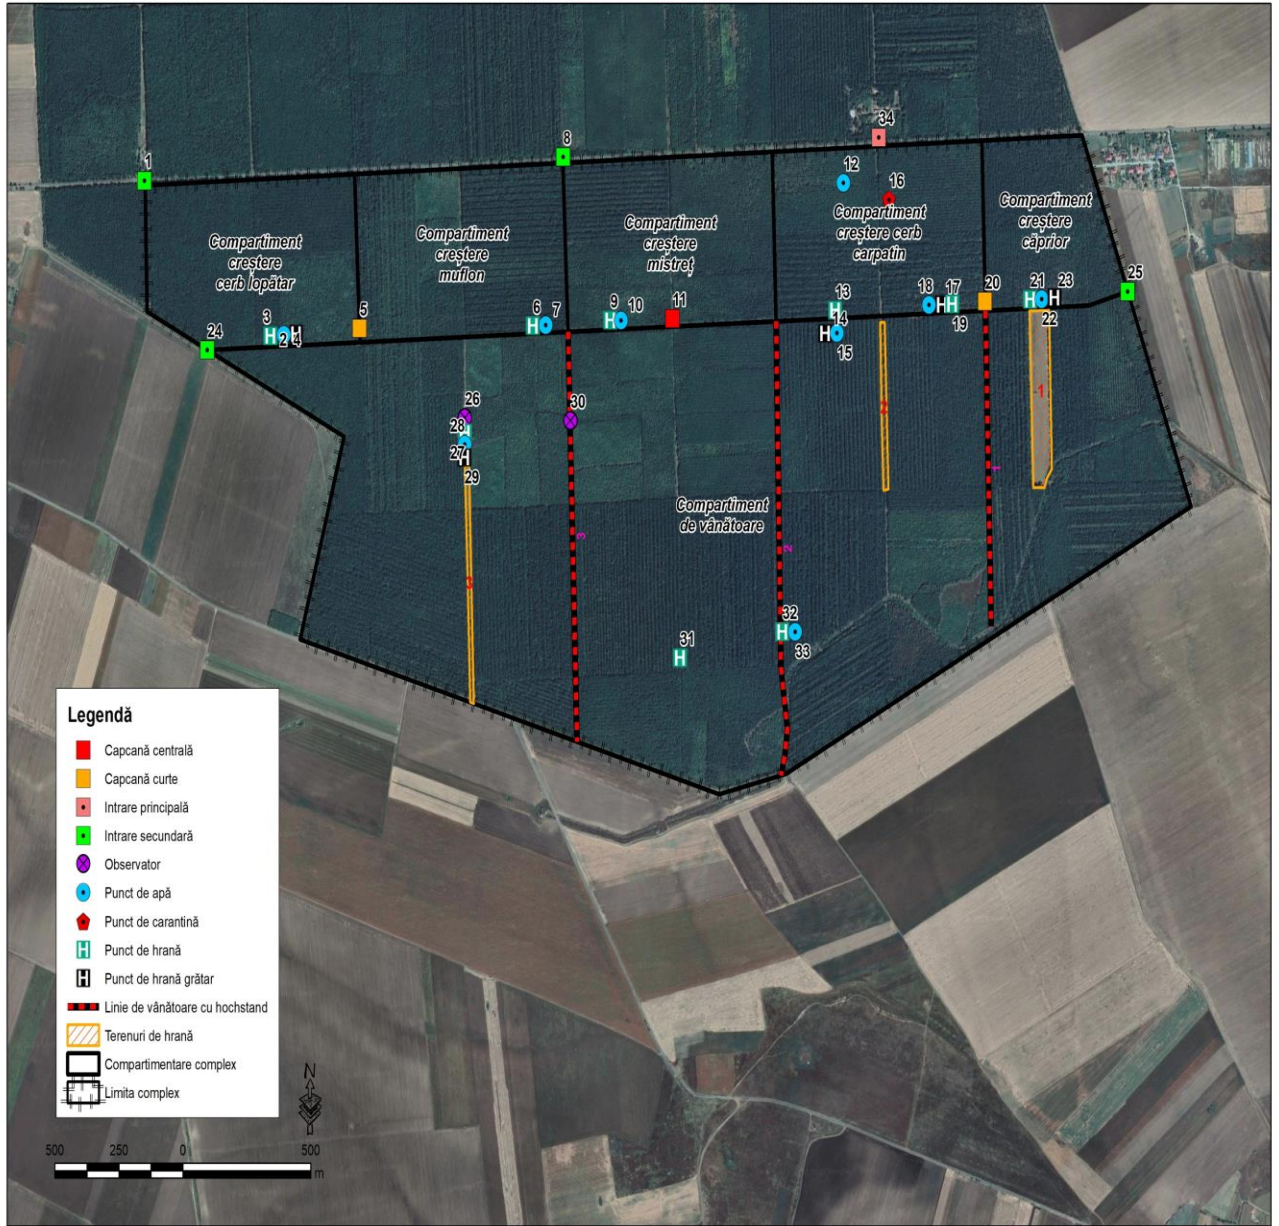 34
8
1
12
16
Compartiment
creștere
căprior
Compartiment
creștere cerb
carpatin
Compartiment
creștere
mistreț
Compartiment
creștere
muflon
Compartiment
creștere
cerb lopătar
25
23
21
22
20
17
18
19
13
14
15
11
10
9
7
6
5
3
2
4
24
1
2
26
28
27
29
30
1
Compartiment
de vânătoare
3
2
3
32
33
31
Legendă
Capcană centrală
Capcană curte
Intrare principală
Intrare secundară
Observator
Punct de apă
Punct de carantină
H Punct de hrană
H Punct de hrană grătar
Linie de vânătoare cu hochstand
Terenuri de hrană
Compartimentare complex
Limita complex
N
500 250 0 500
m